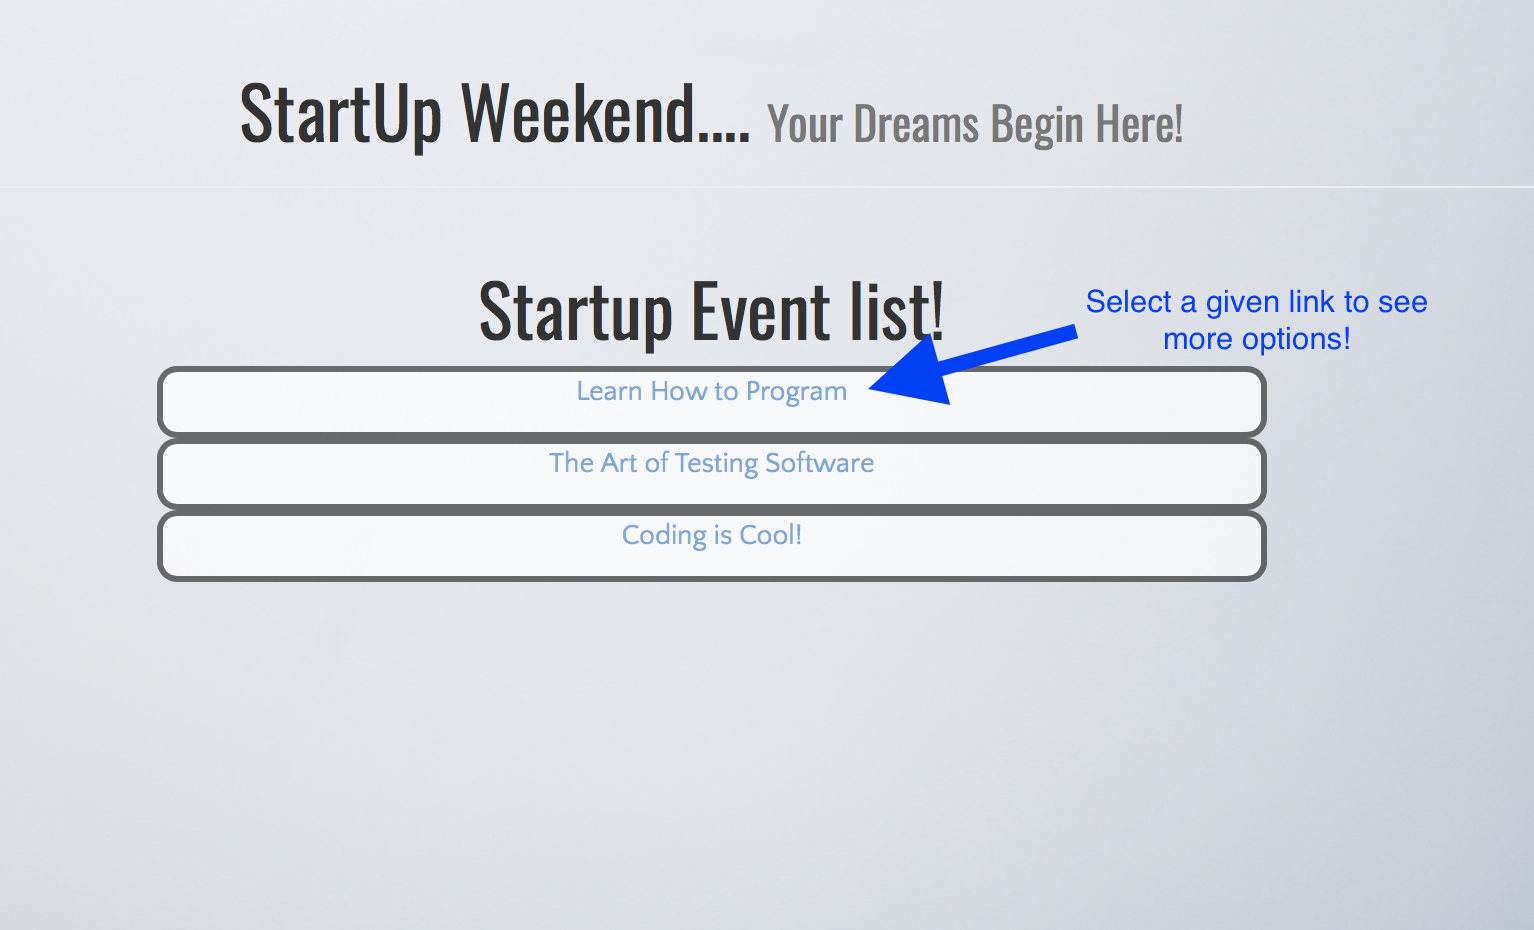 StartUp Weekend.... Your Dreams Begin Here!
Startup Event list!
Select a given link to see
more options!
Learn How to Program
The Art of Testing Software
Coding is Cool!